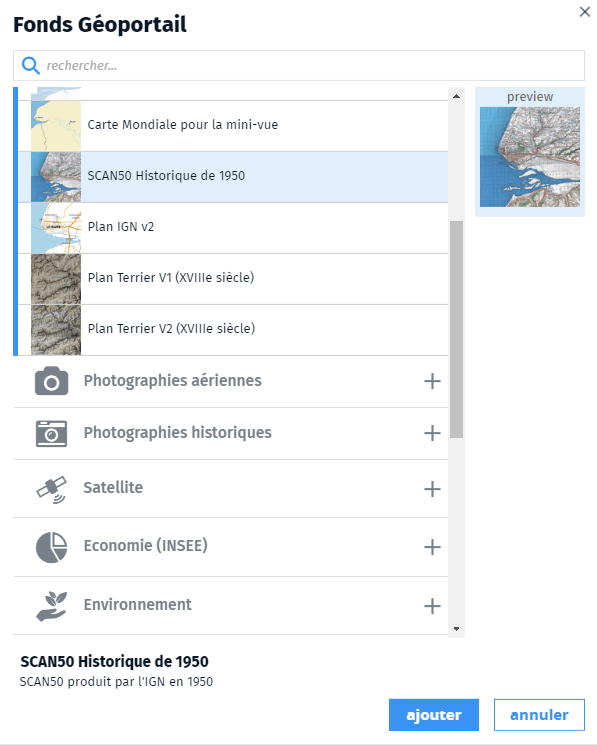 Fonds Géoportail
rechercher...
preview
Carte Mondiale pour la mini-vue
SCAN50 Historique de 1950
Plan IGN v2
Plan Terrier V1 (XVIIIe siècle)
Plan Terrier V2 (XVIIIe siècle)
Photographies aériennes
Photographies historiques
Satellite
Economie (INSEE)
Environnement
SCAN50 Historique de 1950
SCAN50 produit par l'IGN en 1950
ajouter
annuler